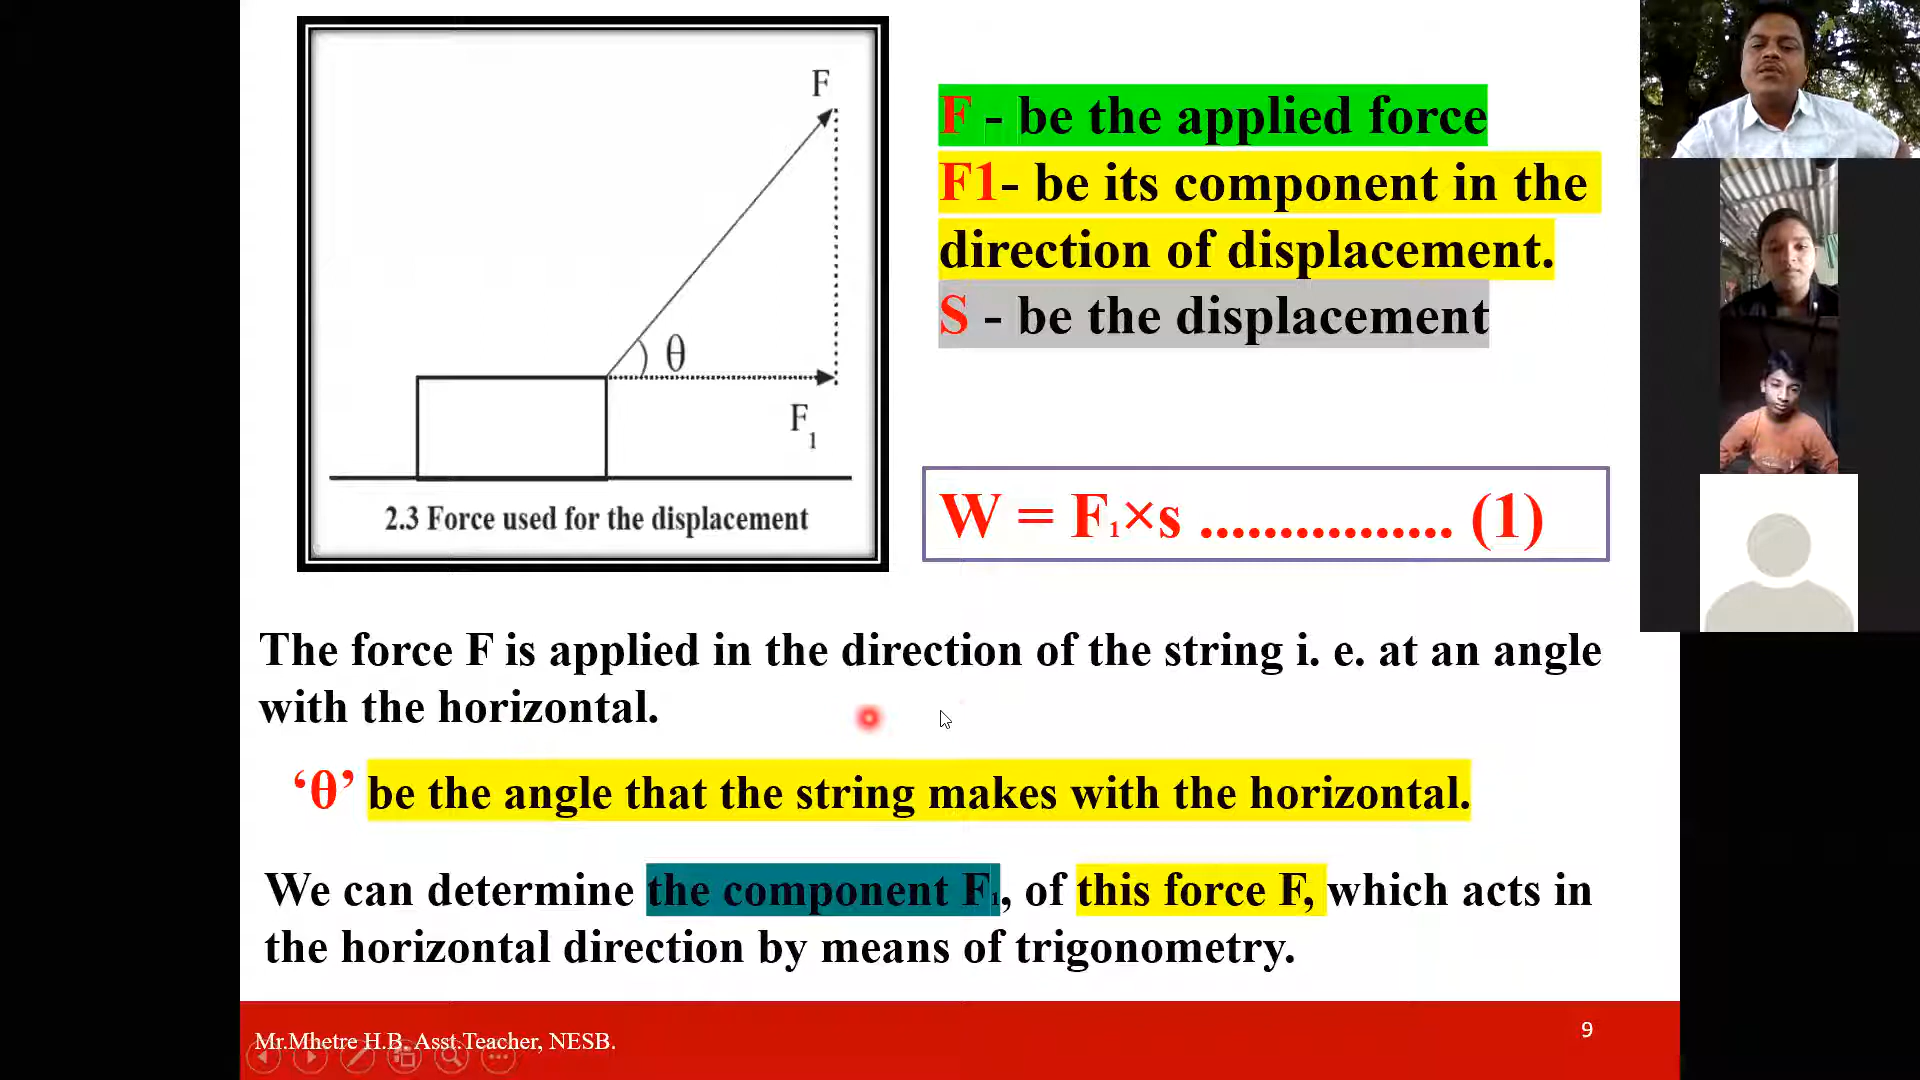 F
θ
F1
2.3 Force used for the displacement
F - be the applied force
F1- be its component in the
direction of displacement.
S - be the displacement
W = F1×s ................ (1)
The force F is applied in the direction of the string i. e. at an angle
with the horizontal.
‘θ’ be the angle that the string makes with the horizontal.
We can determine the component F1, of this force F, which acts in
the horizontal direction by means of trigonometry.
Mr.Mhetre H.B. Asst.Teacher, NESB.
9